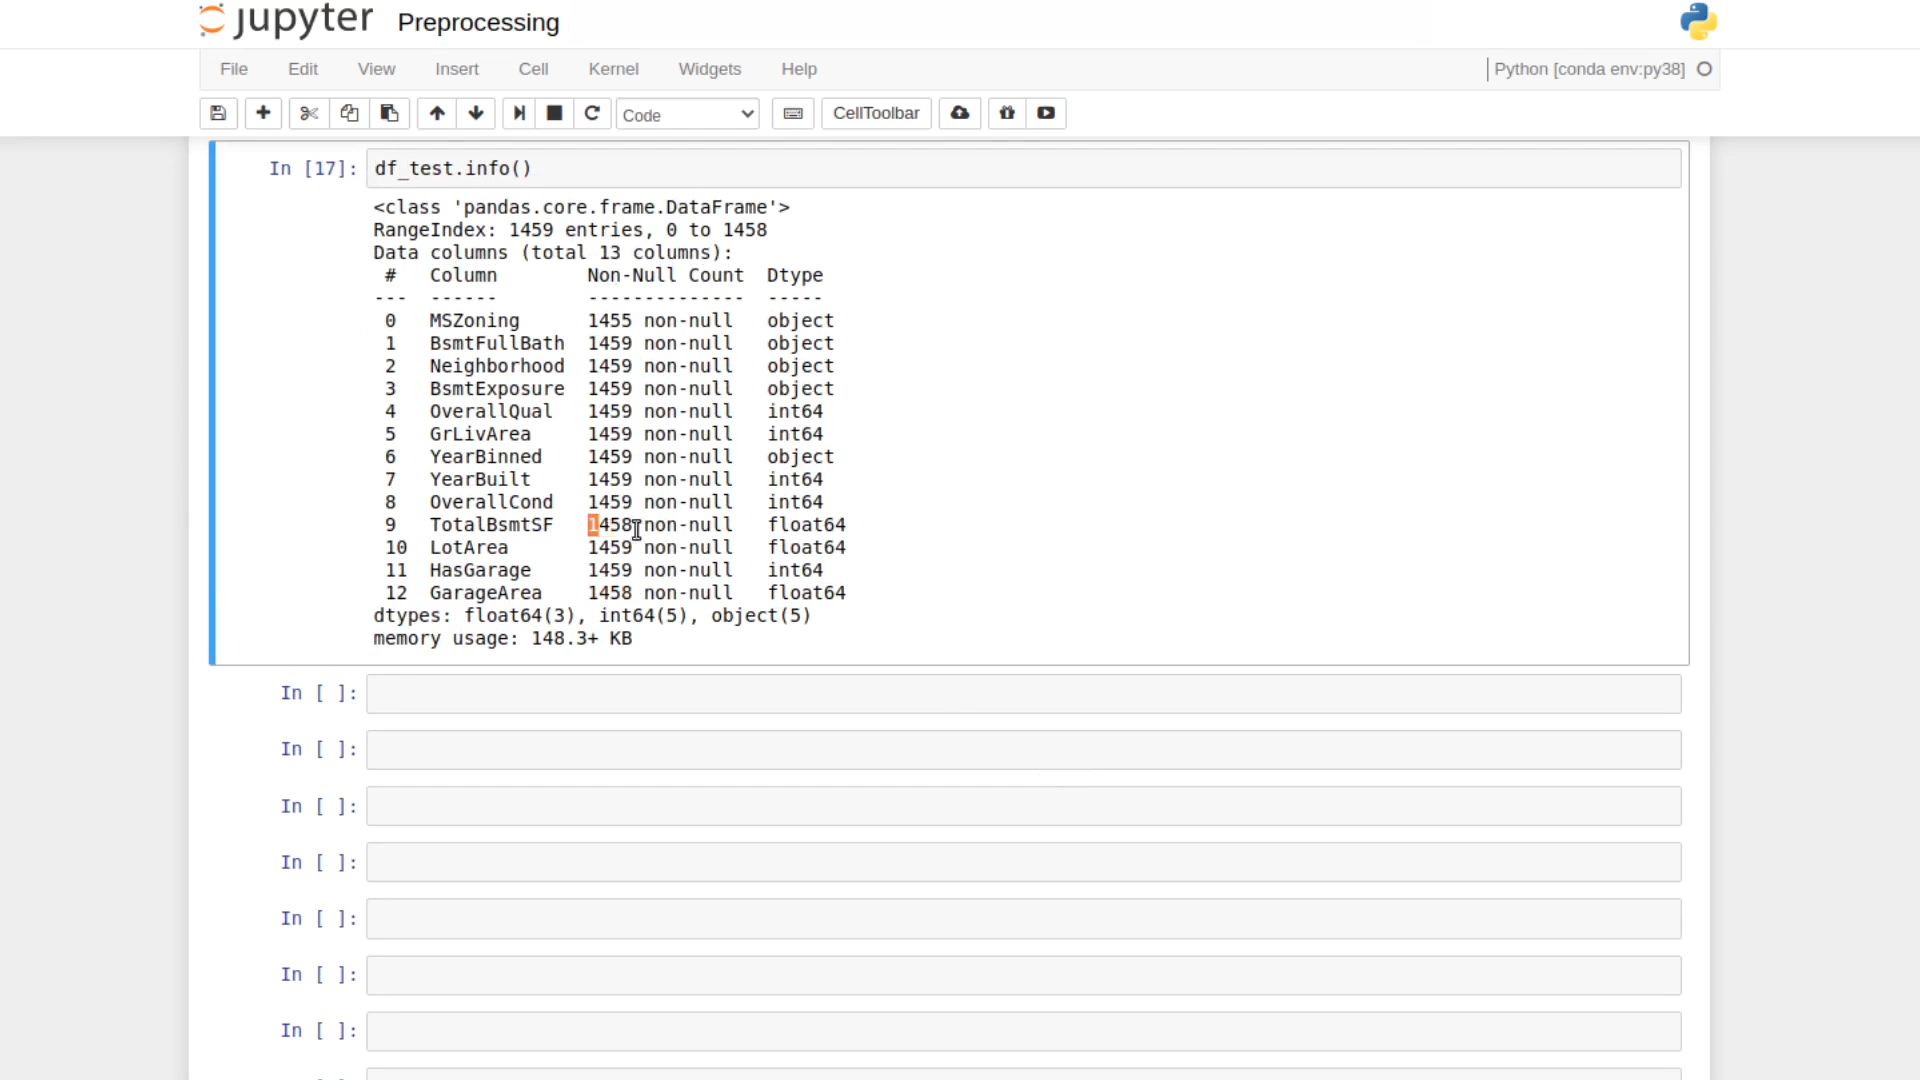 jupyter Preprocessing
File Edit View Insert Cell Kernel Widgets Help Python [conda env:py38]
Code CellToolbar
In [17]: df_test.info()
<class 'pandas.core.frame.DataFrame'>
RangeIndex: 1459 entries, 0 to 1458
Data columns (total 13 columns):
# Column Non-Null Count Dtype
--- ------ -------------- -----
0 MSZoning 1455 non-null object
1 BsmtFullBath 1459 non-null object
2 Neighborhood 1459 non-null object
3 BsmtExposure 1459 non-null object
4 OverallQual 1459 non-null int64
5 GrLivArea 1459 non-null int64
6 YearBinned 1459 non-null object
7 YearBuilt 1459 non-null int64
8 OverallCond 1459 non-null int64
9 TotalBsmtSF 1458 non-null float64
10 LotArea 1459 non-null float64
11 HasGarage 1459 non-null int64
12 GarageArea 1458 non-null float64
dtypes: float64(3), int64(5), object(5)
memory usage: 148.3+ KB
In [ ]:
In [ ]:
In [ ]:
In [ ]:
In [ ]:
In [ ]:
In [ ]: